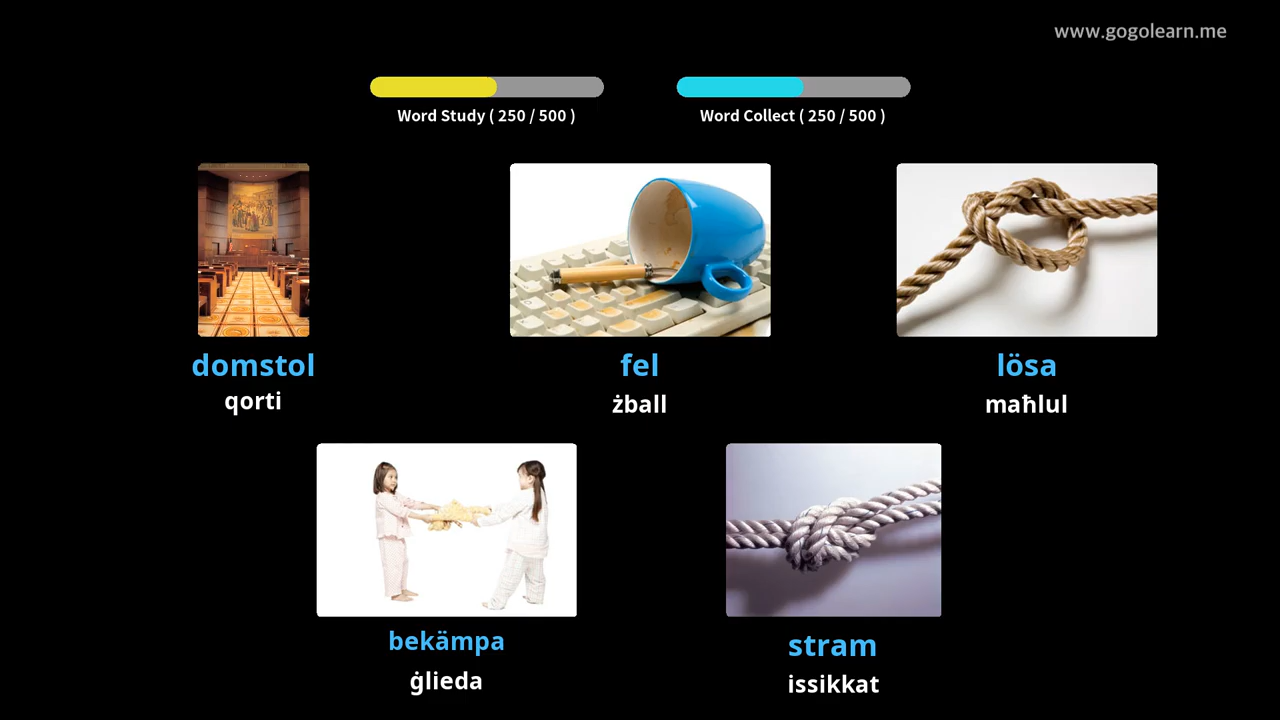 www.gogolearn.me
Word Study ( 250 / 500 )
Word Collect ( 250 / 500 )
domstol
qorti
fel
żball
lösa
maħlul
bekämpa
ġlieda
stram
issikkat